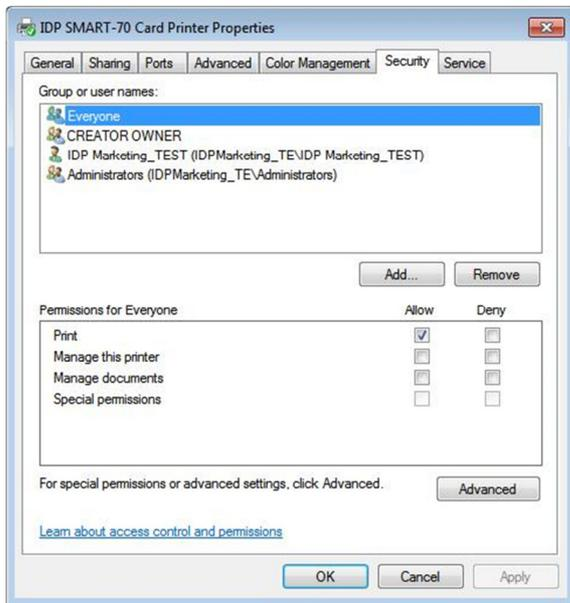 IDP SMART-70 Card Printer Properties
General Sharing Ports Advanced Color Management Security Service
Group or user names:
Everyone
CREATOR OWNER
IDP Marketing_TEST (IDPMarketing_TE\IDP Marketing_TEST)
Administrators (IDPMarketing_TE\Administrators)
Add... Remove
Permissions for Everyone Allow Deny
Print
Manage this printer
Manage documents
Special permissions
For special permissions or advanced settings, click Advanced. Advanced
Learn about access control and permissions
OK Cancel Apply